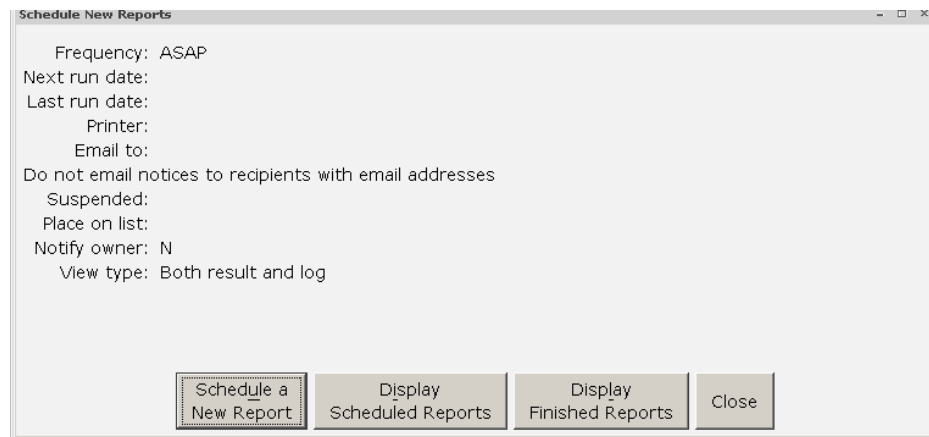 Schedule New Reports
Frequency: ASAP
Next run date:
Last run date:
Printer:
Email to:
Do not email notices to recipients with email addresses
Suspended:
Place on list:
Notify owner: N
View type: Both result and log
Schedule a
New Report
Display
Scheduled Reports
Display
Finished Reports
Close